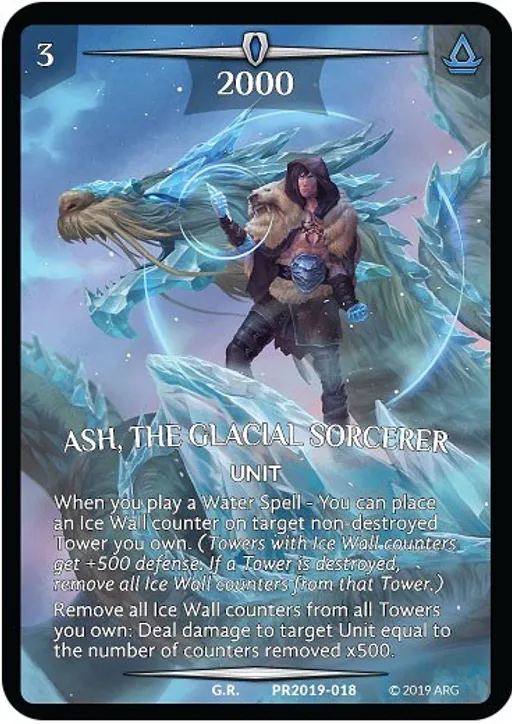 3
2000
ASH, THE GLACIAL SORCERER
UNIT
When you play a Water Spell - You can place
an Ice Wall counter on target non-destroyed
Tower you own. (Towers with Ice Wall counters
get +500 defense. If a Tower is destroyed,
remove all Ice Wall counters from that Tower.)
Remove all Ice Wall counters from all Towers
you own: Deal damage to target Unit equal to
the number of counters removed x500.
G.R. PR2019-018 © 2019 ARG